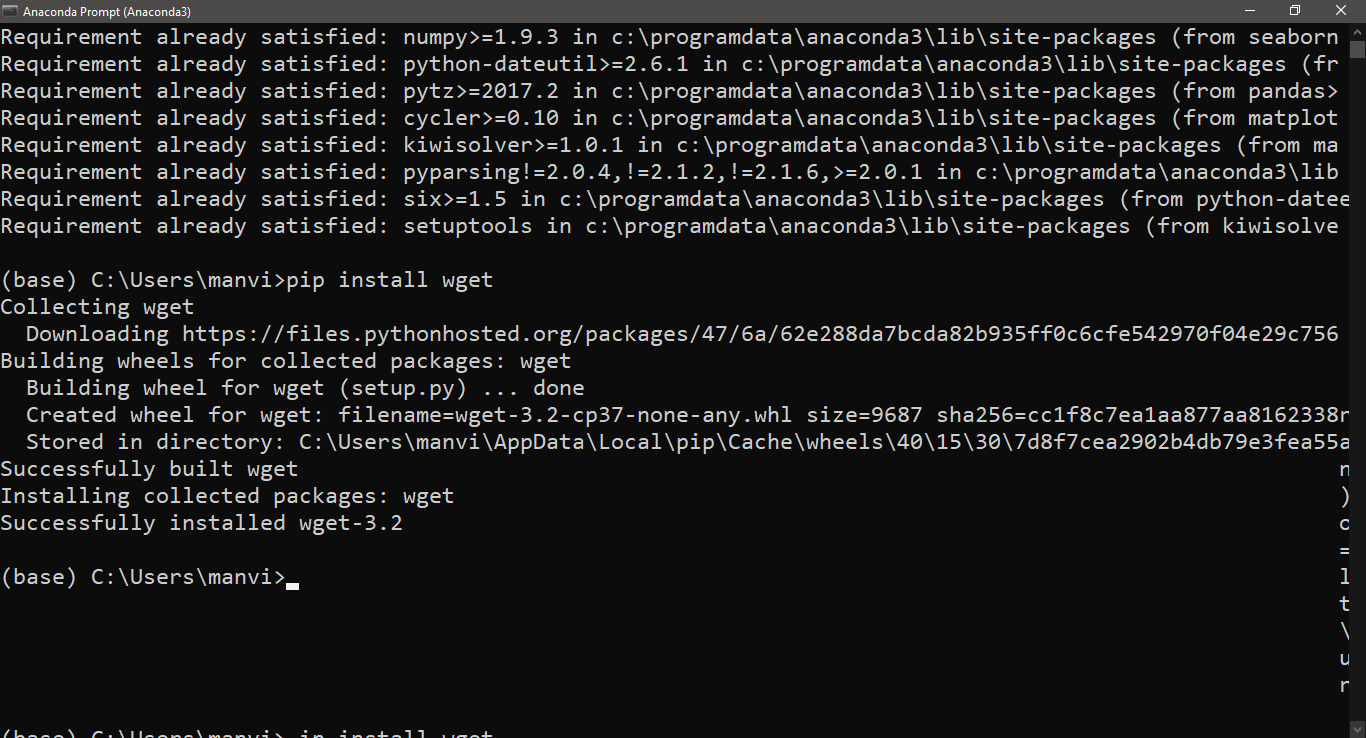 Anaconda Prompt (Anaconda3)
Requirement already satisfied: numpy>=1.9.3 in c:\programdata\anaconda3\lib\site-packages (from seaborn
Requirement already satisfied: python-dateutil>=2.6.1 in c:\programdata\anaconda3\lib\site-packages (fr
Requirement already satisfied: pytz>=2017.2 in c:\programdata\anaconda3\lib\site-packages (from pandas>
Requirement already satisfied: cycler>=0.10 in c:\programdata\anaconda3\lib\site-packages (from matplot
Requirement already satisfied: kiwisolver>=1.0.1 in c:\programdata\anaconda3\lib\site-packages (from ma
Requirement already satisfied: pyparsing!=2.0.4,!=2.1.2,!=2.1.6,>=2.0.1 in c:\programdata\anaconda3\lib
Requirement already satisfied: six>=1.5 in c:\programdata\anaconda3\lib\site-packages (from python-datee
Requirement already satisfied: setuptools in c:\programdata\anaconda3\lib\site-packages (from kiwisolve
(base) C:\Users\manvi>pip install wget
Collecting wget
Downloading https://files.pythonhosted.org/packages/47/6a/62e288da7bcda82b935ff0c6cfe542970f04e29c756
Building wheels for collected packages: wget
Building wheel for wget (setup.py) ... done
Created wheel for wget: filename=wget-3.2-cp37-none-any.whl size=9687 sha256=cc1f8c7ea1aa877aa8162338r
Stored in directory: C:\Users\manvi\AppData\Local\pip\Cache\wheels\40\15\30\7d8f7cea2902b4db79e3fea55a
Successfully built wget n
Installing collected packages: wget )
Successfully installed wget-3.2 o
=
(base) C:\Users\manvi> l
t
\
u
r
(base) C:\Users\manvi> ip install wget